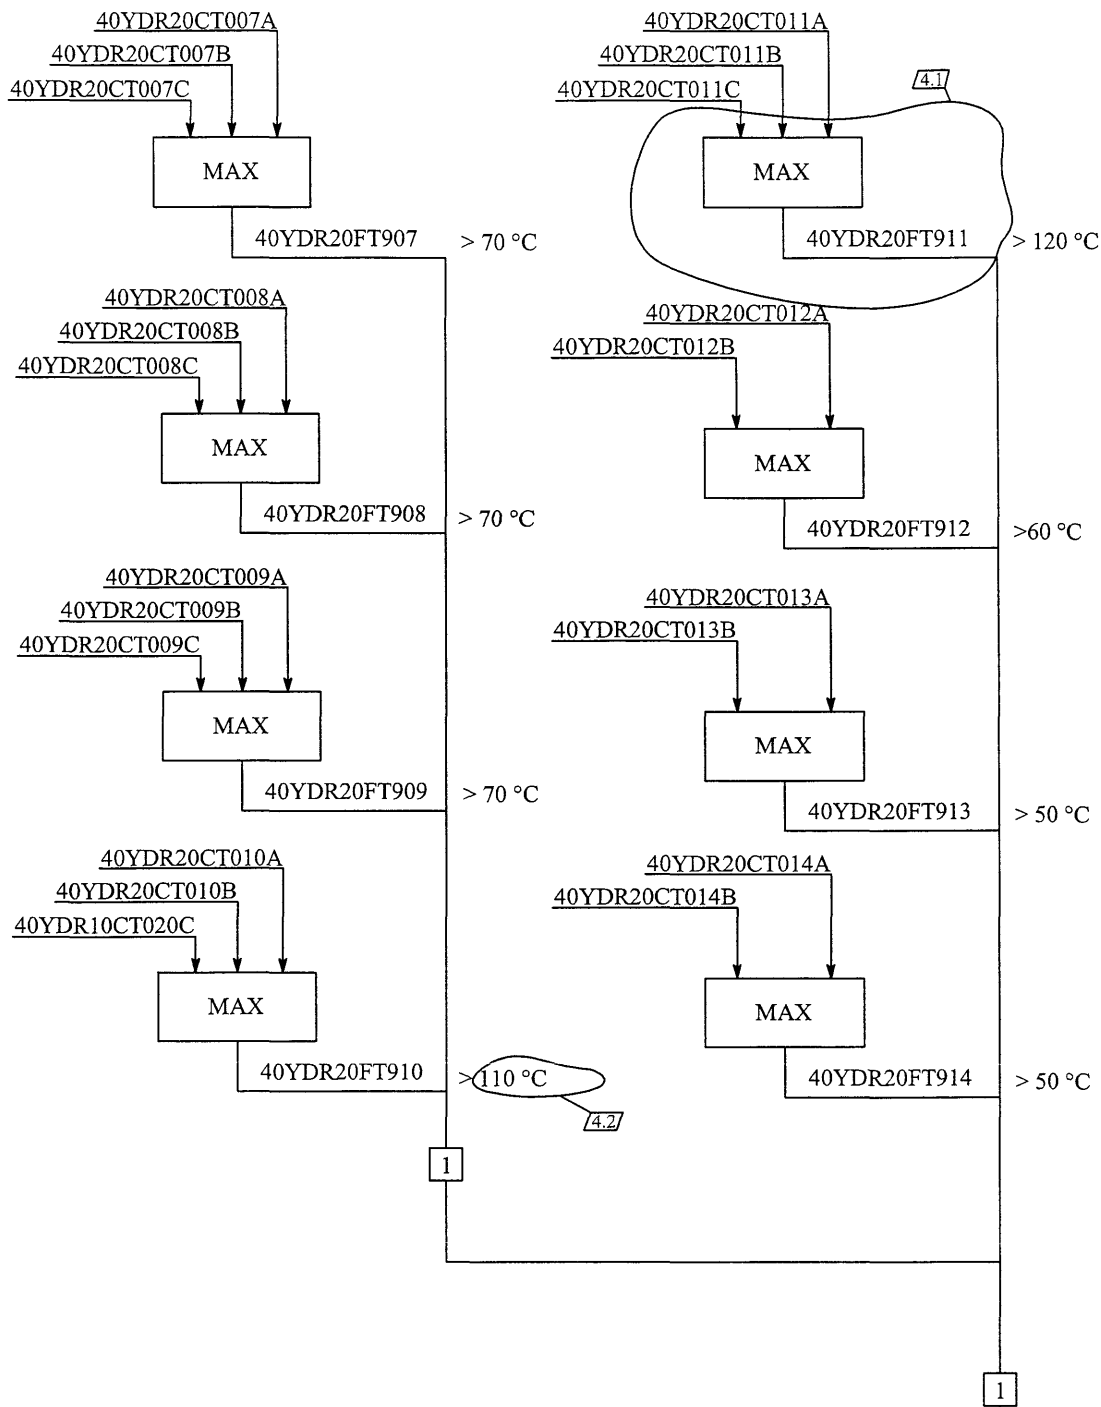 40YDR20CT007A
40YDR20CT007B
40YDR20CT007C
MAX
40YDR20FT907
> 70 °C
40YDR20CT008A
40YDR20CT008B
40YDR20CT008C
MAX
40YDR20FT908
> 70 °C
40YDR20CT009A
40YDR20CT009B
40YDR20CT009C
MAX
40YDR20FT909
> 70 °C
40YDR20CT010A
40YDR20CT010B
40YDR10CT020C
MAX
40YDR20FT910
> 110 °C
4.2
1
40YDR20CT011A
40YDR20CT011B
40YDR20CT011C
4.1
MAX
40YDR20FT911
> 120 °C
40YDR20CT012A
40YDR20CT012B
MAX
40YDR20FT912
>60 °C
40YDR20CT013A
40YDR20CT013B
MAX
40YDR20FT913
> 50 °C
40YDR20CT014A
40YDR20CT014B
MAX
40YDR20FT914
> 50 °C
1